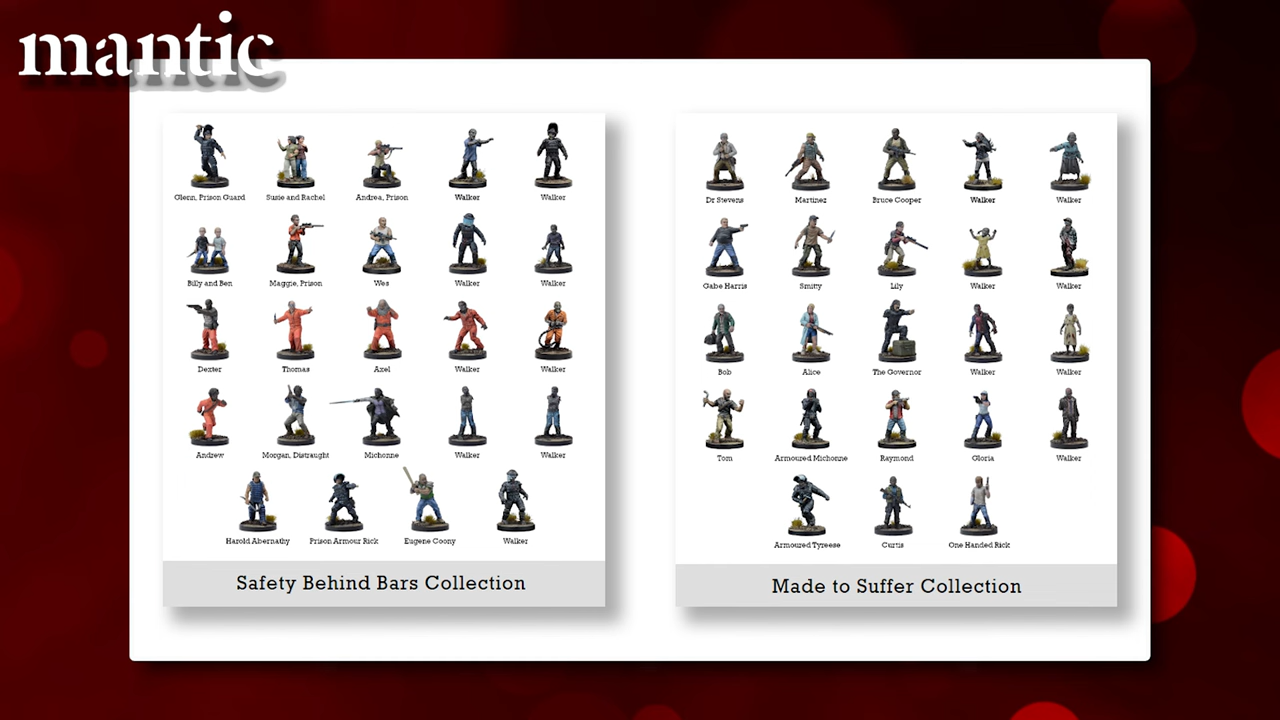 mantic
Glenn, Prison Guard Susie and Rachel Andrea, Prison Walker Walker
Billy and Ben Maggie, Prison Wes Walker Walker
Dexter Thomas Axel Walker Walker
Andrew Morgan, Distraught Michonne Walker Walker
Harold Abernathy Prison Armour Rick Eugene Coony Walker
Safety Behind Bars Collection
Dr Stevens Martinez Bruce Cooper Walker Walker
Gabe Harris Smitty Lily Walker Walker
Bob Alice The Governor Walker Walker
Tom Armoured Michonne Raymond Gloria Walker
Armoured Tyreese Curtis One Handed Rick
Made to Suffer Collection